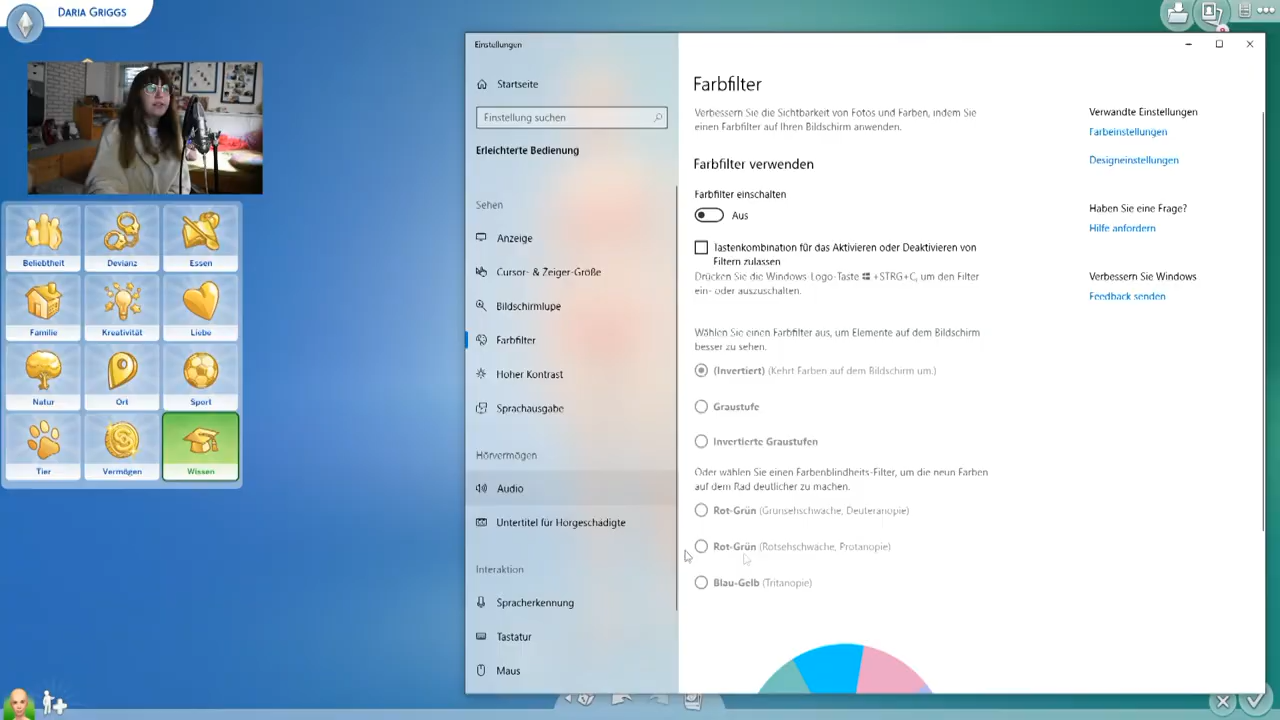 DARIA GRIGGS
Beliebtheit
Devianz
Essen
Familie
Kreativität
Liebe
Natur
Ort
Sport
Tier
Vermögen
Wissen
Einstellungen
Startseite
Einstellung suchen
Erleichterte Bedienung
Sehen
Anzeige
Cursor- & Zeiger-Größe
Bildschirmlupe
Farbfilter
Hoher Kontrast
Sprachausgabe
Hörvermögen
Audio
Untertitel für Hörgeschädigte
Interaktion
Spracherkennung
Tastatur
Maus
Farbfilter
Verbessern Sie die Sichtbarkeit von Fotos und Farben, indem Sie
einen Farbfilter auf Ihren Bildschirm anwenden.
Farbfilter verwenden
Farbfilter einschalten
Aus
Tastenkombination für das Aktivieren oder Deaktivieren von
Filtern zulassen
Drücken Sie die Windows-Logo-Taste +STRG+C, um den Filter
ein- oder auszuschalten.
Wählen Sie einen Farbfilter aus, um Elemente auf dem Bildschirm
besser zu sehen.
(Invertiert) (Kehrt Farben auf dem Bildschirm um.)
Graustufe
Invertierte Graustufen
Oder wählen Sie einen Farbenblindheits-Filter, um die neun Farben
auf dem Rad deutlicher zu machen.
Rot-Grün (Grünsehschwäche, Deuteranopie)
Rot-Grün (Rotsehschwäche, Protanopie)
Blau-Gelb (Tritanopie)
Verwandte Einstellungen
Farbeinstellungen
Designeinstellungen
Haben Sie eine Frage?
Hilfe anfordern
Verbessern Sie Windows
Feedback senden